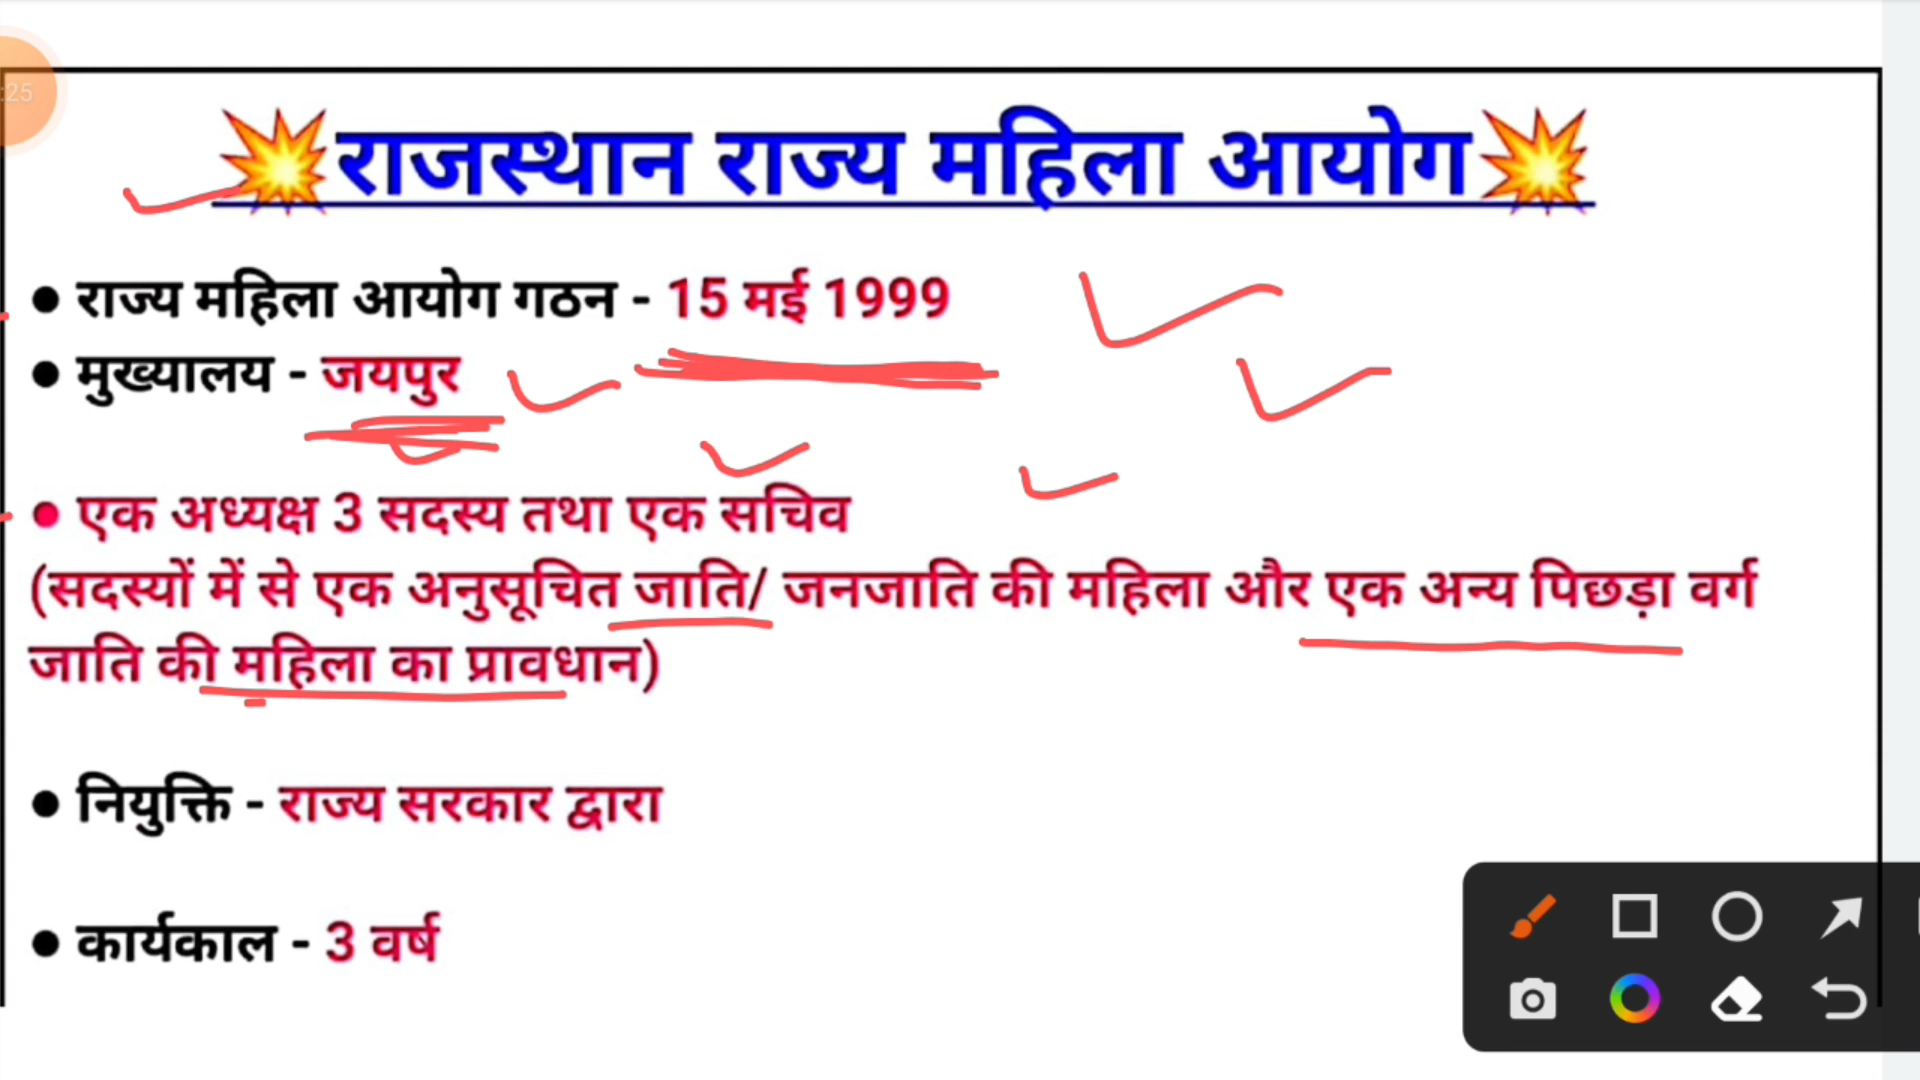 :25
💥राजस्थान राज्य महिला आयोग💥
● राज्य महिला आयोग गठन - 15 मई 1999
● मुख्यालय - जयपुर
● एक अध्यक्ष 3 सदस्य तथा एक सचिव
(सदस्यों में से एक अनुसूचित जाति/ जनजाति की महिला और एक अन्य पिछड़ा वर्ग
जाति की महिला का प्रावधान)
● नियुक्ति - राज्य सरकार द्वारा
● कार्यकाल - 3 वर्ष